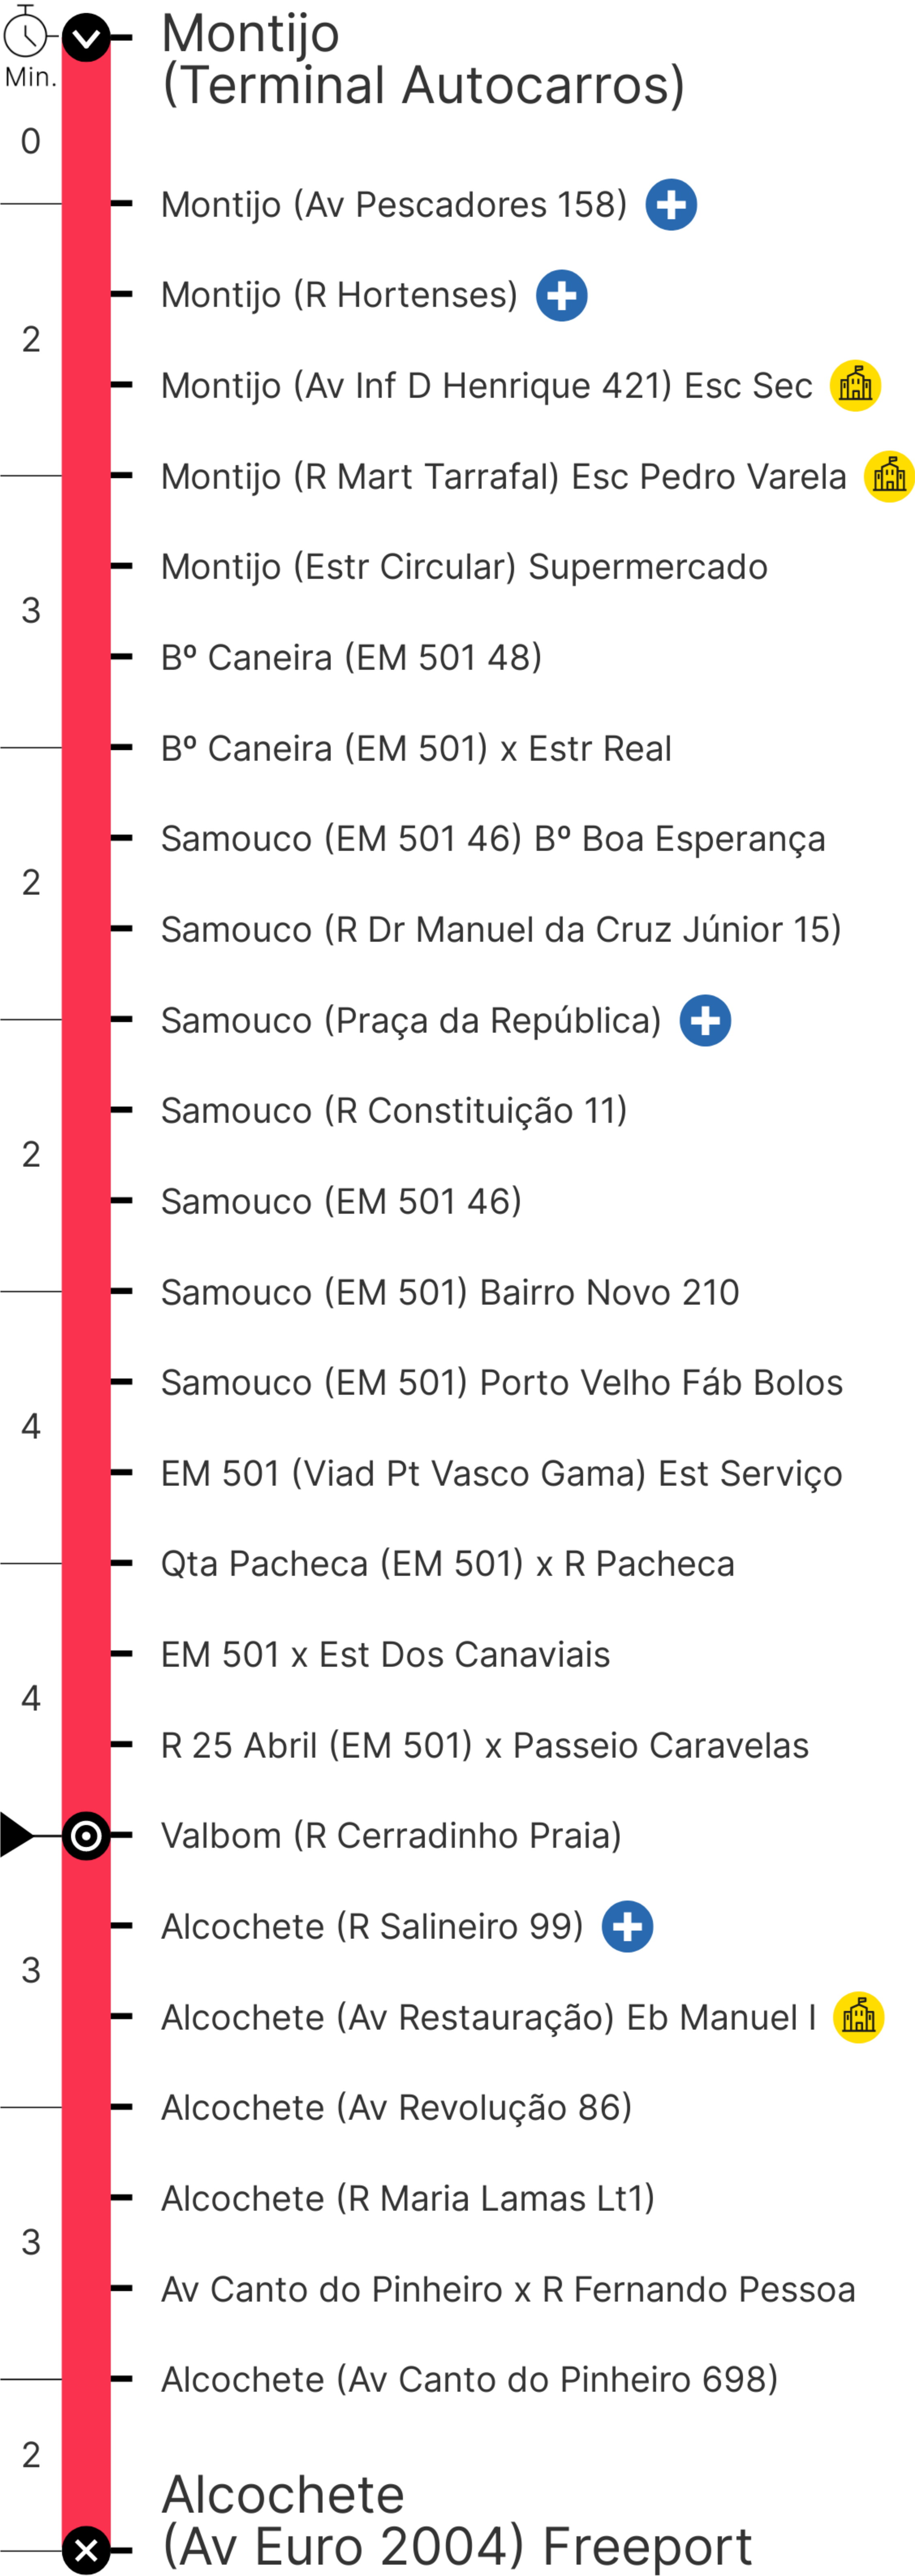 Montijo
(Terminal Autocarros)
Min.
0
Montijo (Av Pescadores 158)
Montijo (R Hortenses)
2
Montijo (Av Inf D Henrique 421) Esc Sec
Montijo (R Mart Tarrafal) Esc Pedro Varela
Montijo (Estr Circular) Supermercado
3
Bº Caneira (EM 501 48)
Bº Caneira (EM 501) x Estr Real
Samouco (EM 501 46) Bº Boa Esperança
2
Samouco (R Dr Manuel da Cruz Júnior 15)
Samouco (Praça da República)
Samouco (R Constituição 11)
2
Samouco (EM 501 46)
Samouco (EM 501) Bairro Novo 210
Samouco (EM 501) Porto Velho Fáb Bolos
4
EM 501 (Viad Pt Vasco Gama) Est Serviço
Qta Pacheca (EM 501) x R Pacheca
EM 501 x Est Dos Canaviais
4
R 25 Abril (EM 501) x Passeio Caravelas
Valbom (R Cerradinho Praia)
Alcochete (R Salineiro 99)
3
Alcochete (Av Restauração) Eb Manuel I
Alcochete (Av Revolução 86)
Alcochete (R Maria Lamas Lt1)
3
Av Canto do Pinheiro x R Fernando Pessoa
Alcochete (Av Canto do Pinheiro 698)
2
Alcochete
(Av Euro 2004) Freeport